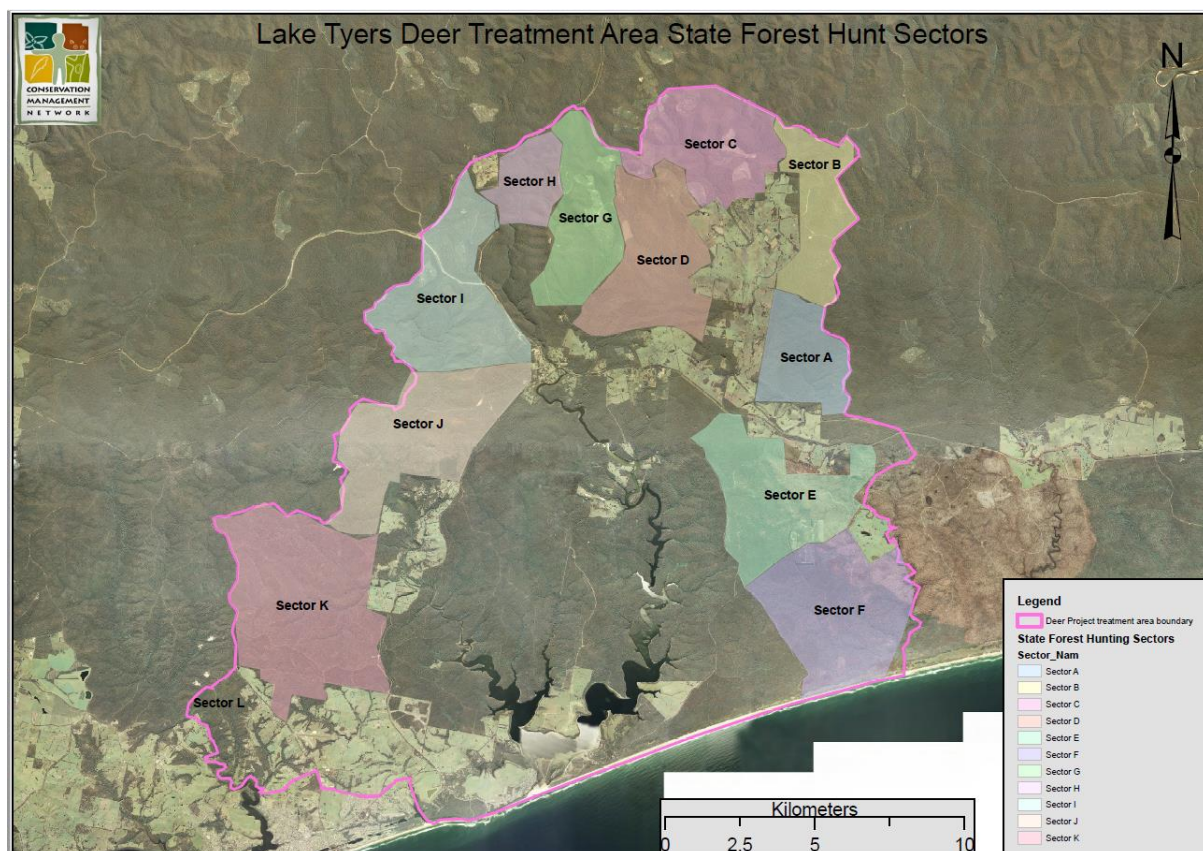 Lake Tyers Deer Treatment Area State Forest Hunt Sectors
CONSERVATION
MANAGEMENT
NETWORK
N
Sector C
Sector B
Sector H
Sector G
Sector D
Sector I
Sector A
Sector J
Sector E
Sector K
Sector F
Sector L
Legend
Deer Project treatment area boundary
State Forest Hunting Sectors
Sector_Nam
Sector A
Sector B
Sector C
Sector D
Sector E
Sector F
Sector G
Sector H
Sector I
Sector J
Sector K
Kilometers
0 2.5 5 10